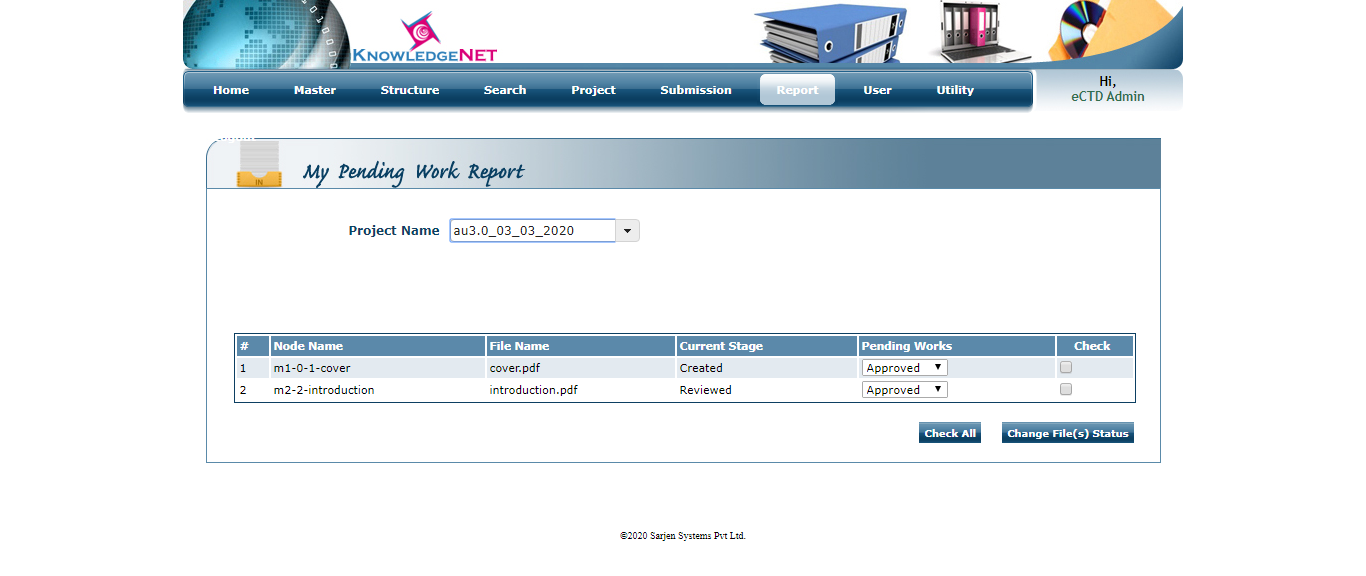 KNOWLEDGENET
Home Master Structure Search Project Submission Report User Utility
Hi,
eCTD Admin
IN
My Pending Work Report
Project Name au3.0_03_03_2020
# Node Name File Name Current Stage Pending Works Check
1 m1-0-1-cover cover.pdf Created Approved
2 m2-2-introduction introduction.pdf Reviewed Approved
Check All Change File(s) Status
©2020 Sarjen Systems Pvt Ltd.